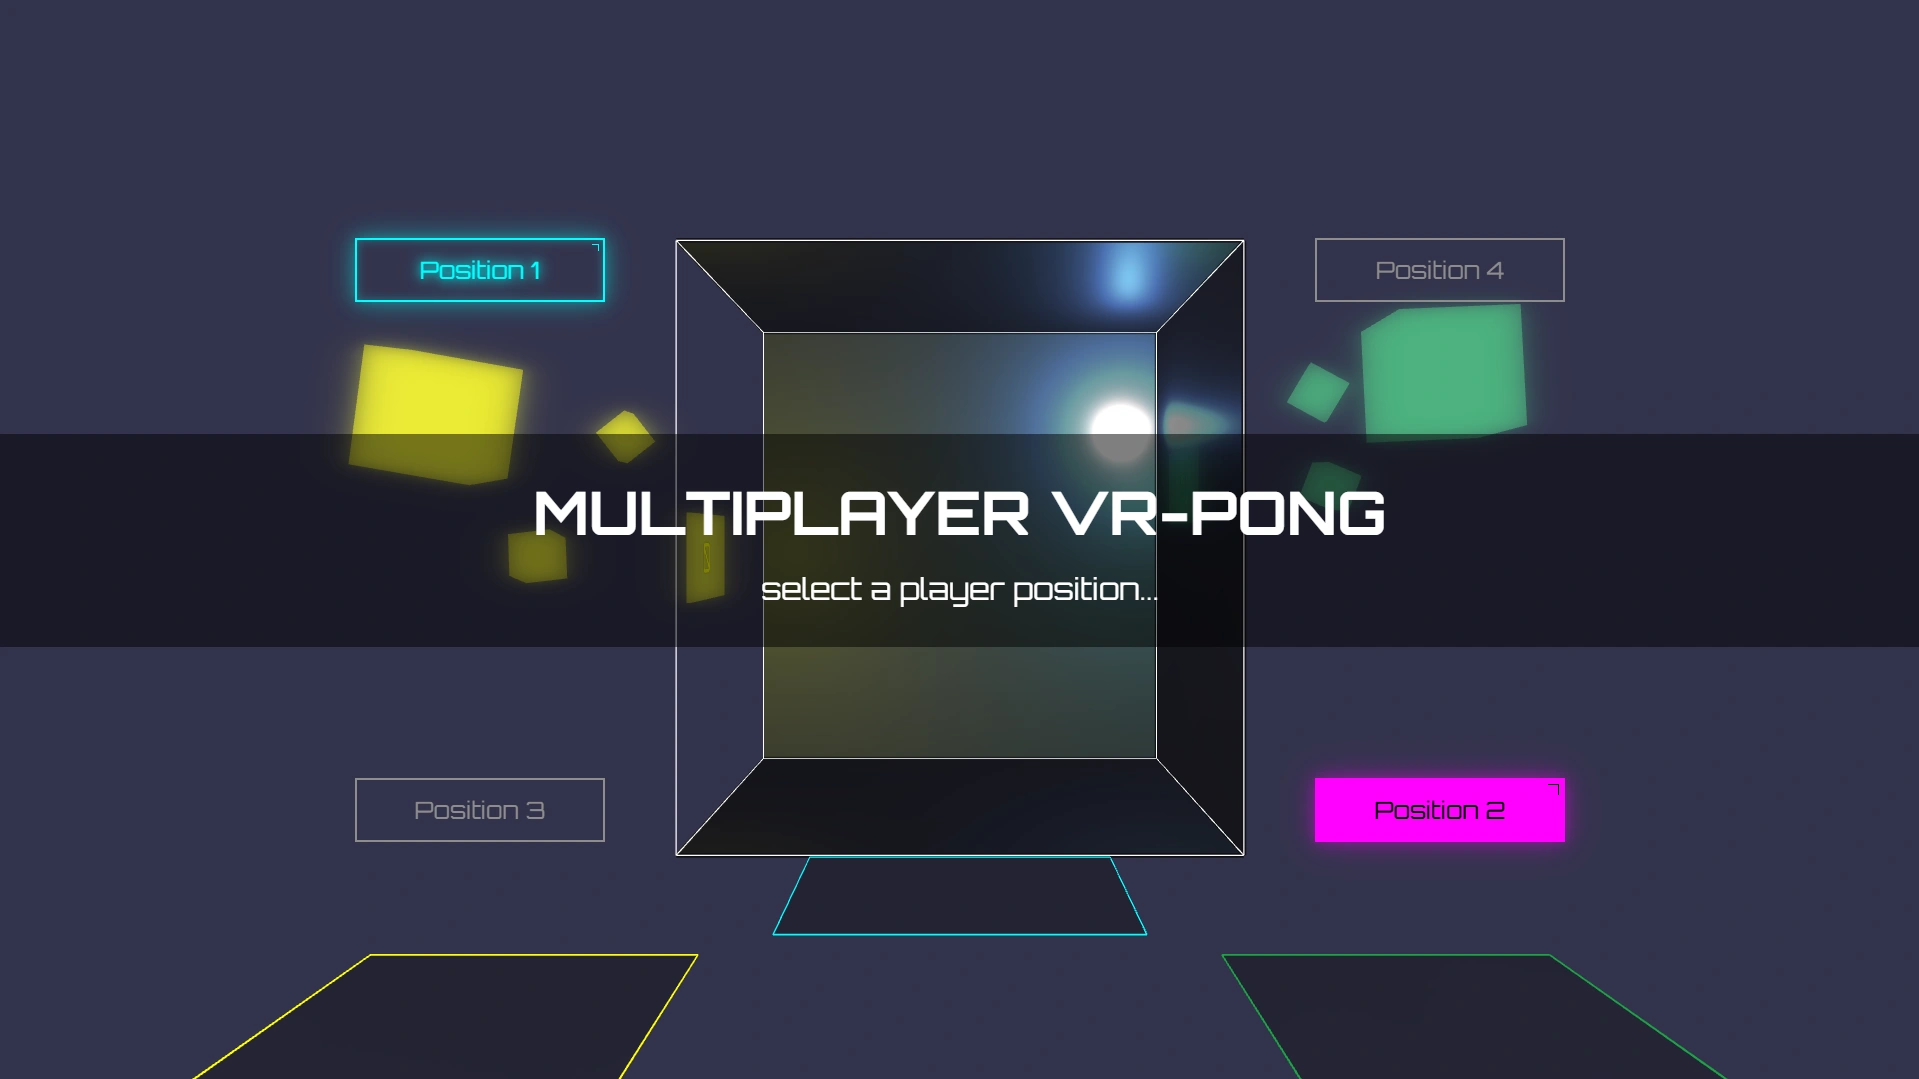 Position 1
Position 4
MULTIPLAYER VR-PONG
select a player position...
Position 3
Position 2